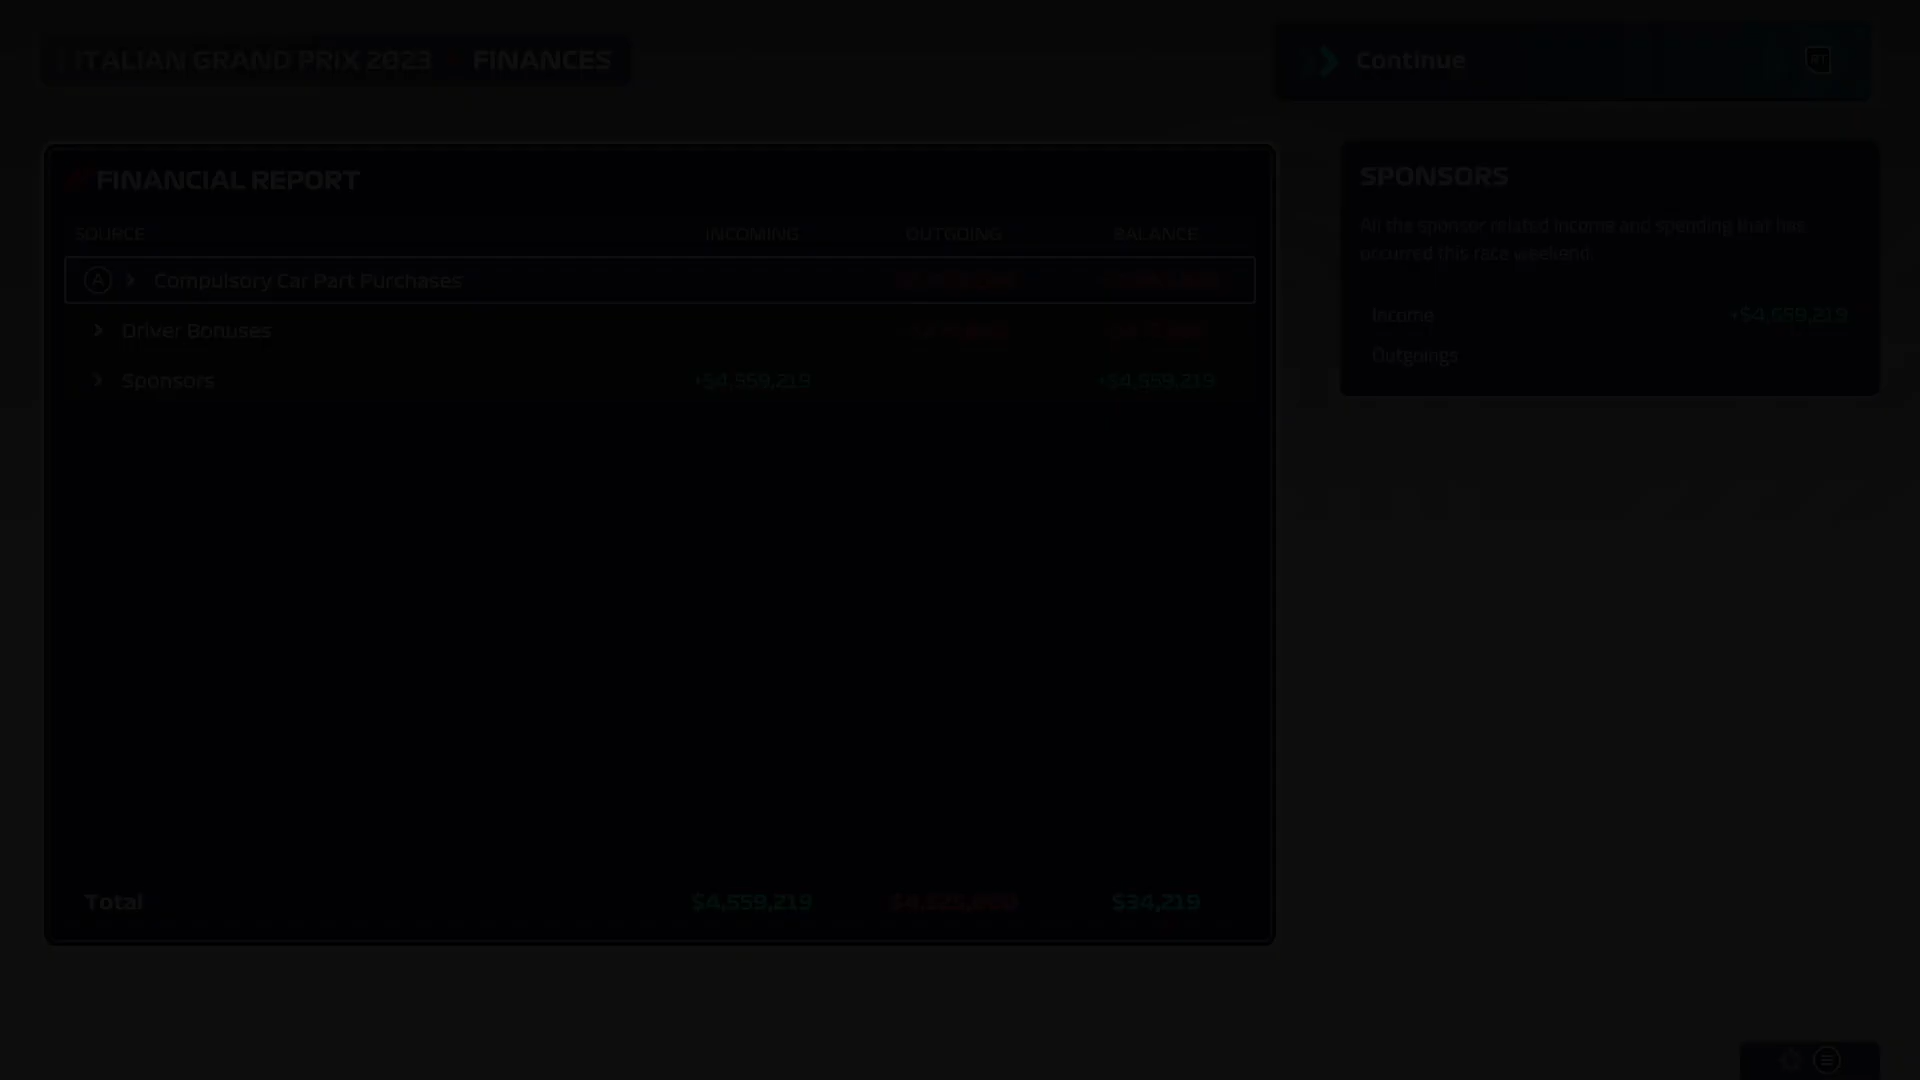 ITALIAN GRAND PRIX 2023 FINANCES
Continue
RT
FINANCIAL REPORT
SOURCE INCOMING OUTGOING BALANCE
A Compulsory Car Part Purchases
Driver Bonuses
Sponsors +$4,559,219 +$4,559,219
Total $4,559,219 $34,219
SPONSORS
All the sponsor related income and spending that has
occurred this race weekend.
Income +$4,559,219
Outgoings